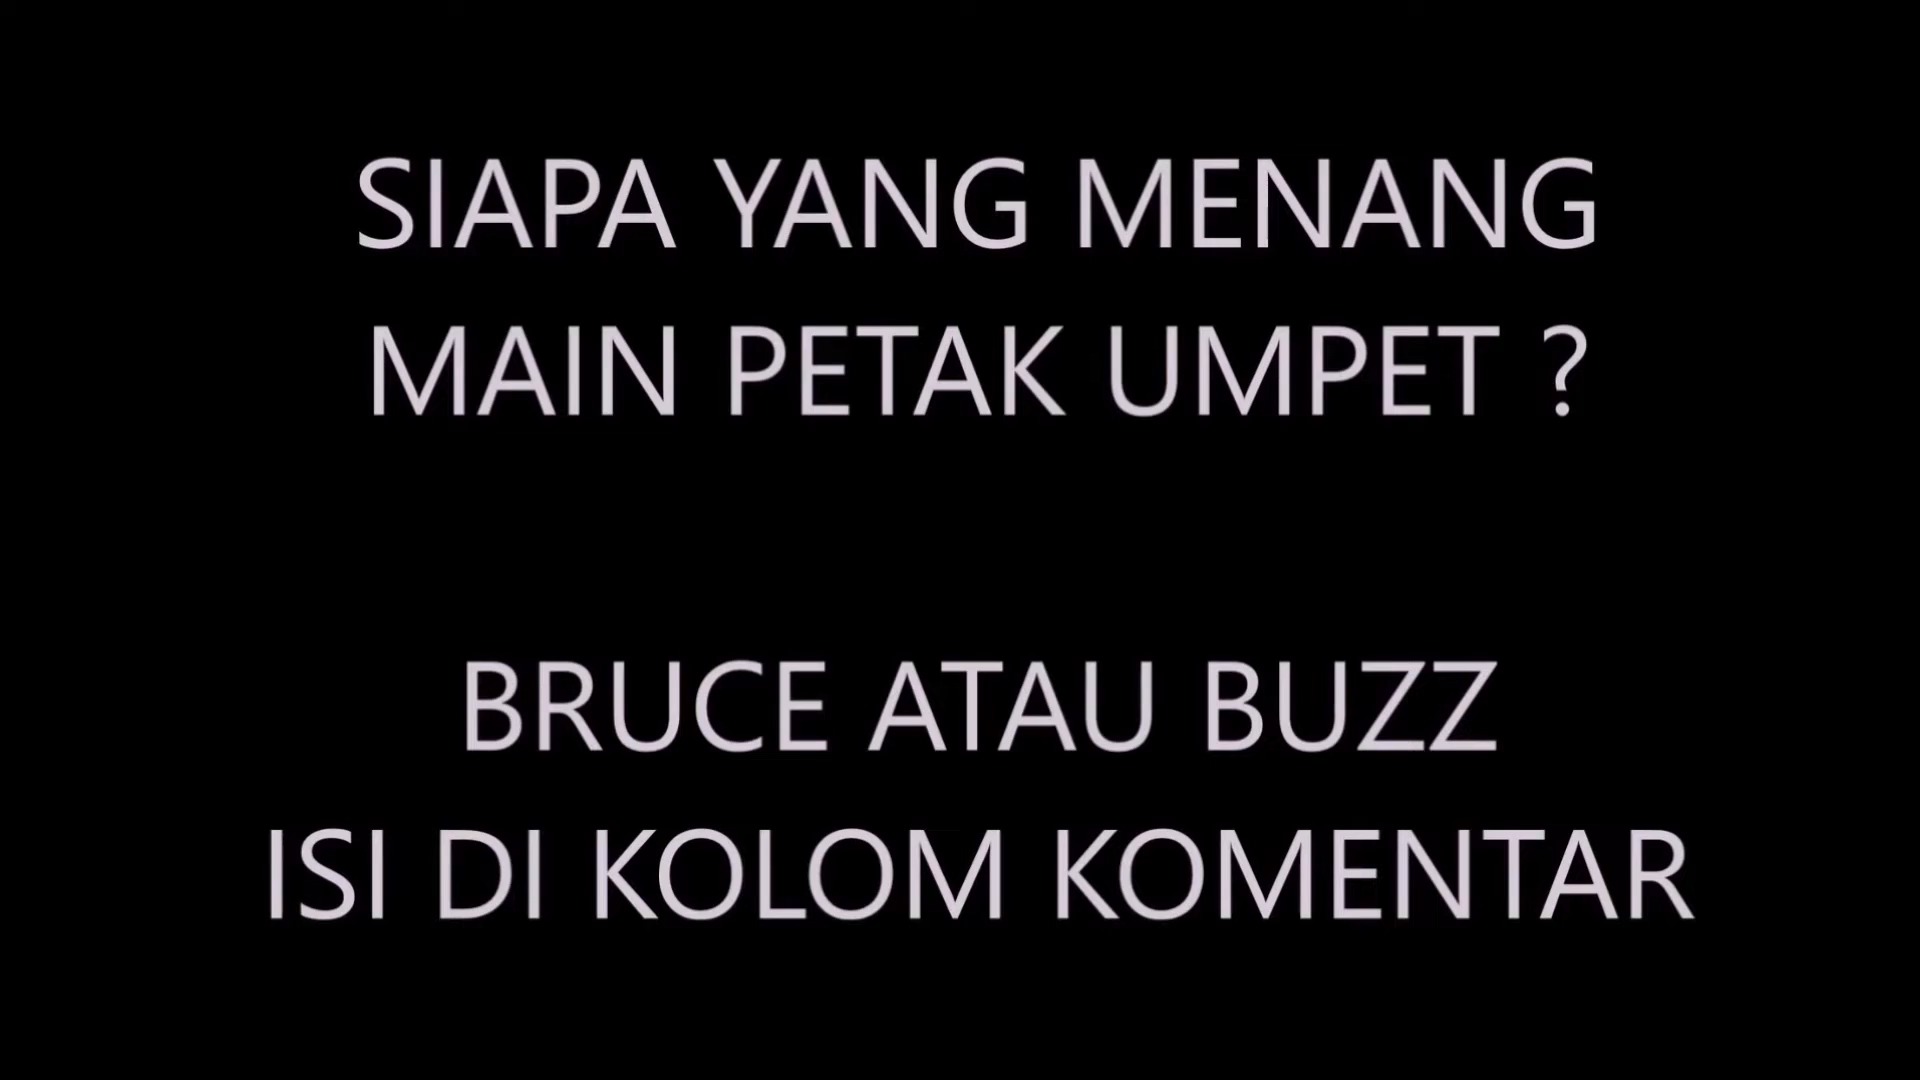 SIAPA YANG MENANG
MAIN PETAK UMPET ?
BRUCE ATAU BUZZ
ISI DI KOLOM KOMENTAR